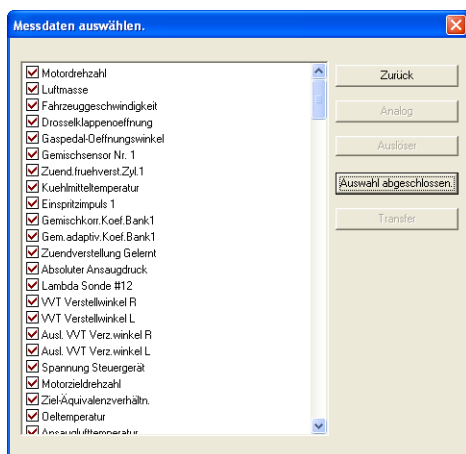 Messdaten auswählen.
Motordrehzahl
Luftmasse
Fahrzeuggeschwindigkeit
Drosselklappenoeffnung
Gaspedal-Oeffnungswinkel
Gemischsensor Nr. 1
Zuend.fruehverst.Zyl.1
Kuehlmitteltemperatur
Einspritzimpuls 1
Gemischkorr.Koef.Bank1
Gem.adaptiv.Koef.Bank1
Zuendverstellung Gelernt
Absoluter Ansaugdruck
Lambda Sonde #12
VVT Verstellwinkel R
VVT Verstellwinkel L
Ausl. VVT Verz.winkel R
Ausl. VVT Verz.winkel L
Spannung Steuergerät
Motorzieldrehzahl
Ziel-Äquivalenzverhältn.
Oeltemperatur
Ansauglufttemperatur
Zurück
Analog
Auslöser
Auswahl abgeschlossen.
Transfer